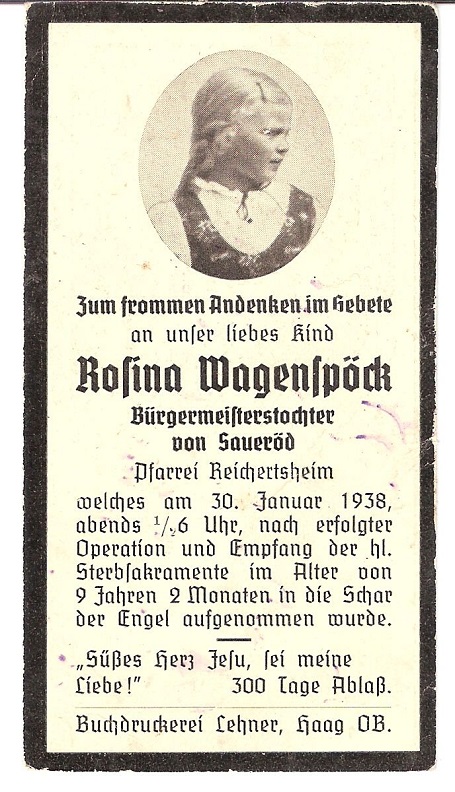 Zum frommen Andenken im Gebete
an unser liebes Kind
Rosina Wagenspöck
Bürgermeisterstochter
von Saueröd
Pfarrei Reichertsheim
welches am 30. Januar 1938,
abends 1/26 Uhr, nach erfolgter
Operation und Empfang der hl.
Sterbsakramente im Alter von
9 Jahren 2 Monaten in die Schar
der Engel aufgenommen wurde.
„Süßes Herz Jesu, sei meine
Liebe!" 300 Tage Ablaß.
Buchdruckerei Lehner, Haag OB.